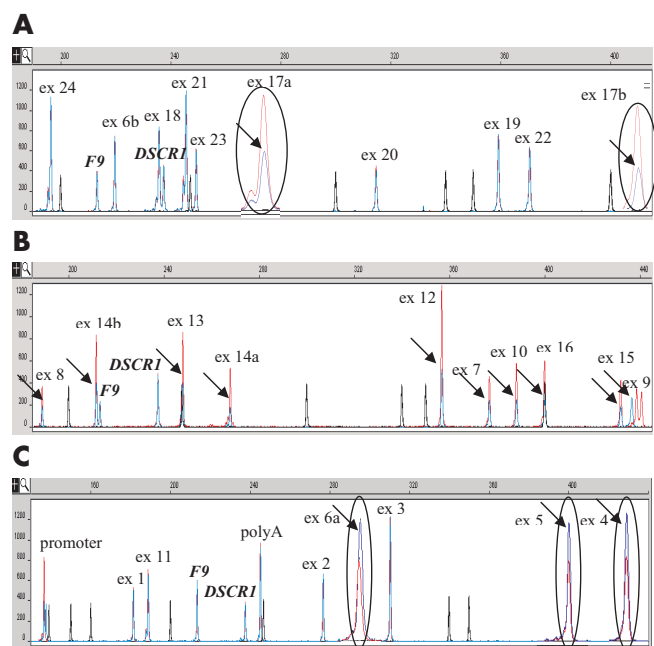 A
200 240 280 320 360 400
1200
1000
800
600
400
200
0
ex 24
F9
ex 6b
ex 18
DSCR1
ex 21
ex 23
ex 17a
ex 20
ex 19
ex 22
ex 17b
B
200 240 280 320 360 400 440
1200
1000
800
600
400
200
0
ex 8
ex 14b
F9
DSCR1
ex 13
ex 14a
ex 12
ex 7
ex 10
ex 16
ex 15
ex 9
C
160 200 240 280 320 360 400
1200
1000
800
600
400
200
0
promoter
ex 1
ex 11
F9
DSCR1
polyA
ex 2
ex 6a
ex 3
ex 5
ex 4